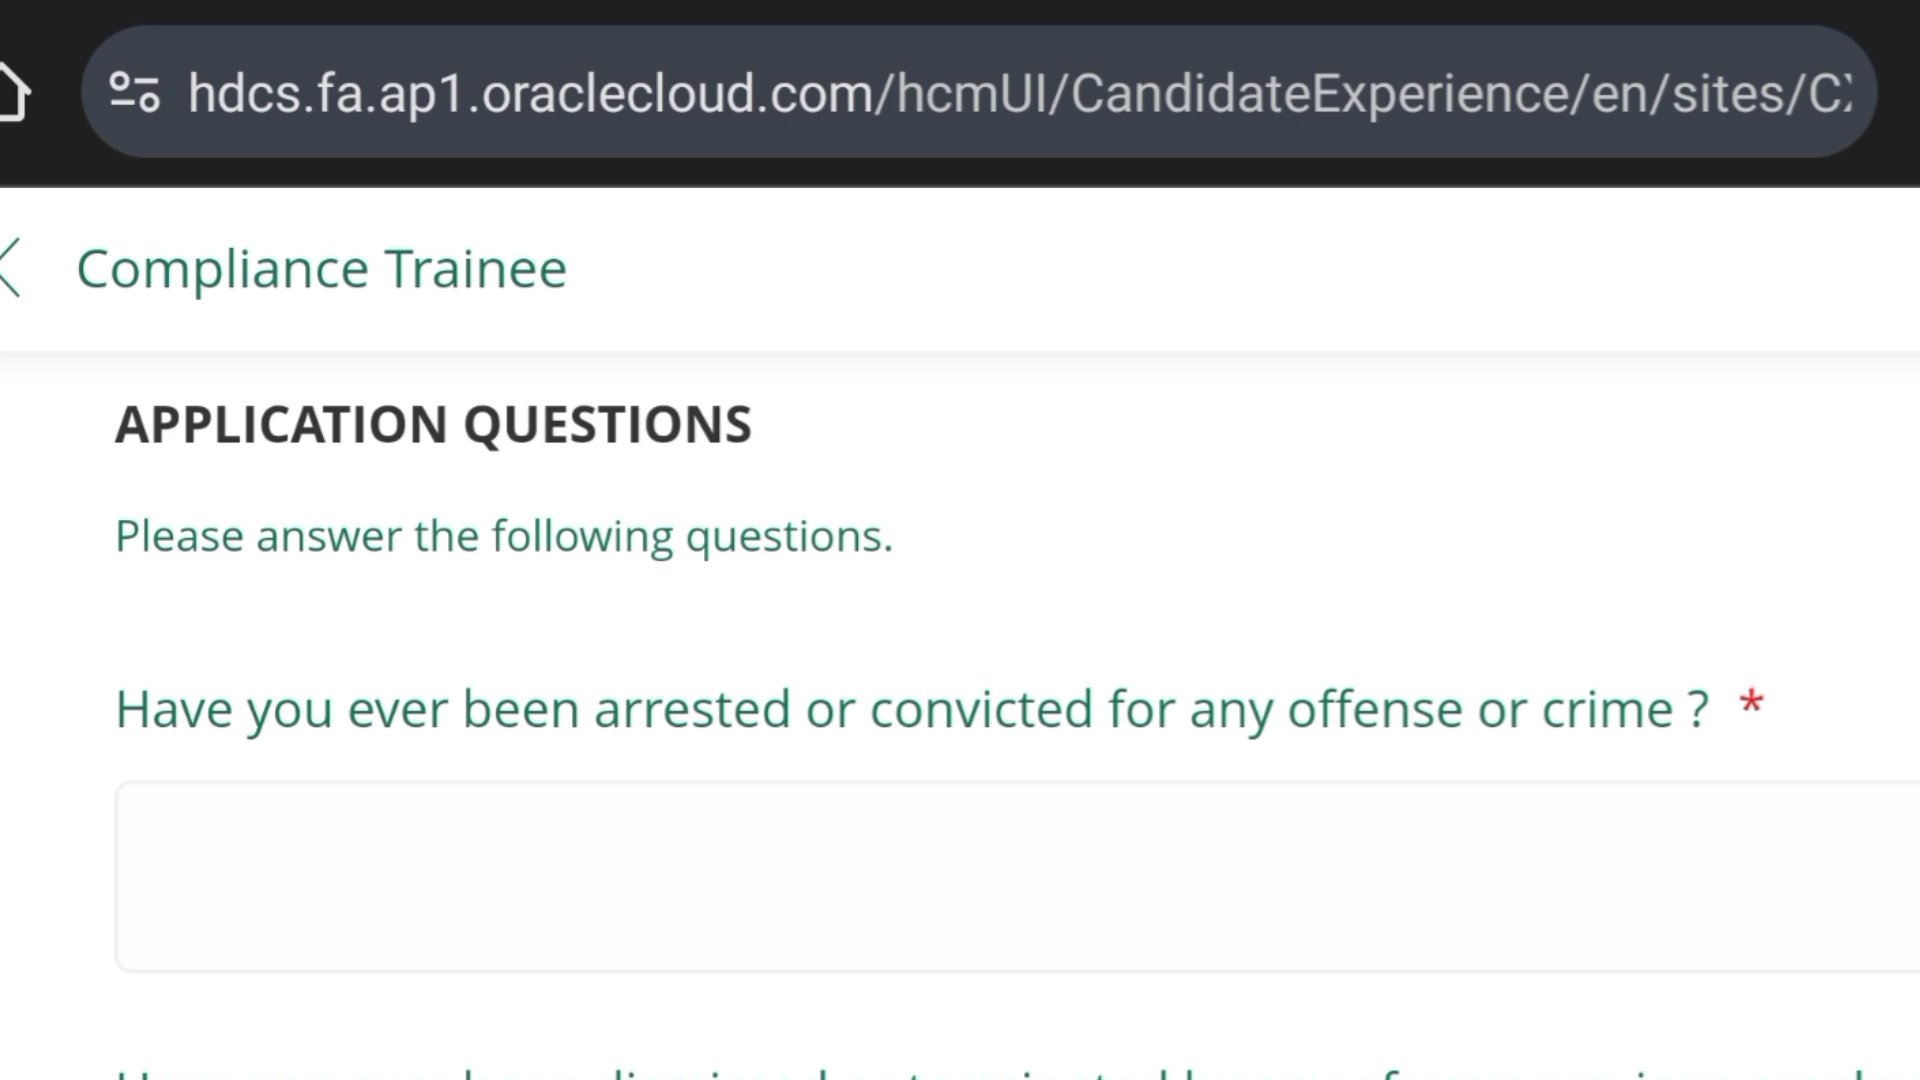 hdcs.fa.ap1.oraclecloud.com/hcmUI/CandidateExperience/en/sites/
Compliance Trainee
APPLICATION QUESTIONS
Please answer the following questions.
Have you ever been arrested or convicted for any offense or crime ? *